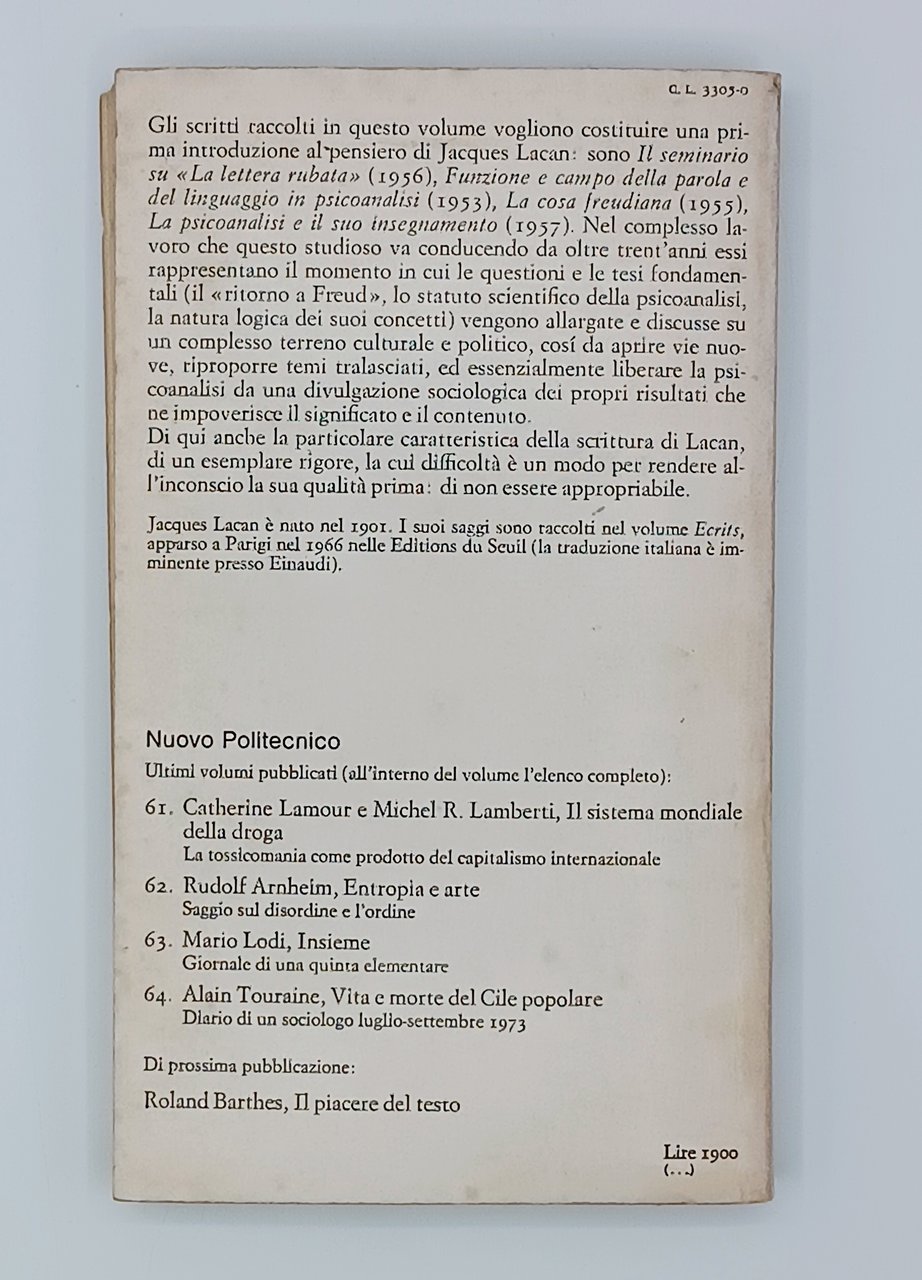 C. L. 3305-0
Gli scritti raccolti in questo volume vogliono costituire una pri-
ma introduzione al pensiero di Jacques Lacan: sono Il seminario
su «La lettera rubata» (1956), Funzione e campo della parola e
del linguaggio in psicoanalisi (1953), La cosa freudiana (1955),
La psicoanalisi e il suo insegnamento (1957). Nel complesso la-
voro che questo studioso va conducendo da oltre trent'anni essi
rappresentano il momento in cui le questioni e le tesi fondamen-
tali (il «ritorno a Freud», lo statuto scientifico della psicoanalisi,
la natura logica dei suoi concetti) vengono allargate e discusse su
un complesso terreno culturale e politico, cosí da aprire vie nuo-
ve, riproporre temi tralasciati, ed essenzialmente liberare la psi-
coanalisi da una divulgazione sociologica dei propri risultati che
ne impoverisce il significato e il contenuto.
Di qui anche la particolare caratteristica della scrittura di Lacan,
di un esemplare rigore, la cui difficoltà è un modo per rendere al-
l'inconscio la sua qualità prima: di non essere appropriabile.
Jacques Lacan è nato nel 1901. I suoi saggi sono raccolti nel volume Ecrits,
apparso a Parigi nel 1966 nelle Editions du Seuil (la traduzione italiana è im-
minente presso Einaudi).
Nuovo Politecnico
Ultimi volumi pubblicati (all'interno del volume l'elenco completo):
61. Catherine Lamour e Michel R. Lamberti, Il sistema mondiale
della droga
La tossicomania come prodotto del capitalismo internazionale
62. Rudolf Arnheim, Entropia e arte
Saggio sul disordine e l'ordine
63. Mario Lodi, Insieme
Giornale di una quinta elementare
64. Alain Touraine, Vita e morte del Cile popolare
Diario di un sociologo luglio-settembre 1973
Di prossima pubblicazione:
Roland Barthes, Il piacere del testo
Lire 1900
(...)